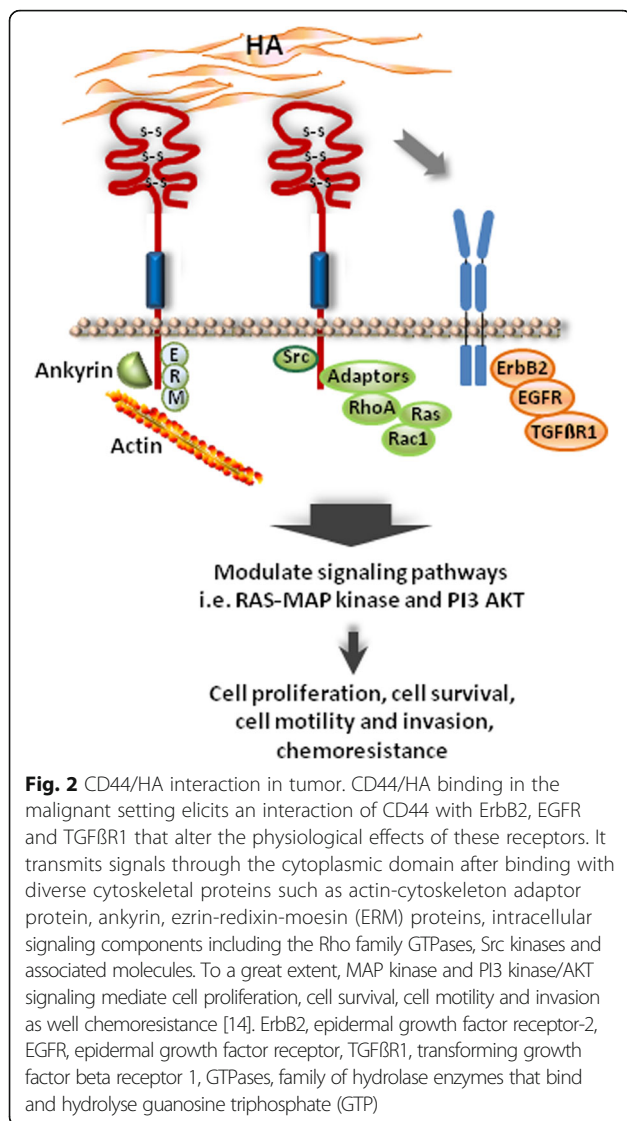 HA
S-S
S-S
S-S
S-S
S-S
S-S
Ankyrin
E
R
M
Actin
Src
Adaptors
RhoA
Ras
Rac1
ErbB2
EGFR
TGFßR1
Modulate signaling pathways
i.e. RAS-MAP kinase and PI3 AKT
Cell proliferation, cell survival,
cell motility and invasion,
chemoresistance
Fig. 2 CD44/HA interaction in tumor. CD44/HA binding in the
malignant setting elicits an interaction of CD44 with ErbB2, EGFR
and TGFßR1 that alter the physiological effects of these receptors. It
transmits signals through the cytoplasmic domain after binding with
diverse cytoskeletal proteins such as actin-cytoskeleton adaptor
protein, ankyrin, ezrin-redixin-moesin (ERM) proteins, intracellular
signaling components including the Rho family GTPases, Src kinases and
associated molecules. To a great extent, MAP kinase and PI3 kinase/AKT
signaling mediate cell proliferation, cell survival, cell motility and invasion
as well chemoresistance [14]. ErbB2, epidermal growth factor receptor-2,
EGFR, epidermal growth factor receptor, TGFßR1, transforming growth
factor beta receptor 1, GTPases, family of hydrolase enzymes that bind
and hydrolyse guanosine triphosphate (GTP)